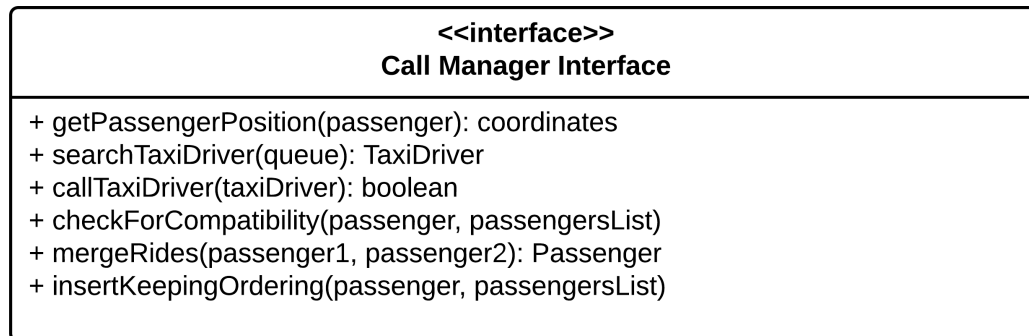 <<interface>>
Call Manager Interface
+ getPassengerPosition(passenger): coordinates
+ searchTaxiDriver(queue): TaxiDriver
+ callTaxiDriver(taxiDriver): boolean
+ checkForCompatibility(passenger, passengersList)
+ mergeRides(passenger1, passenger2): Passenger
+ insertKeepingOrdering(passenger, passengersList)